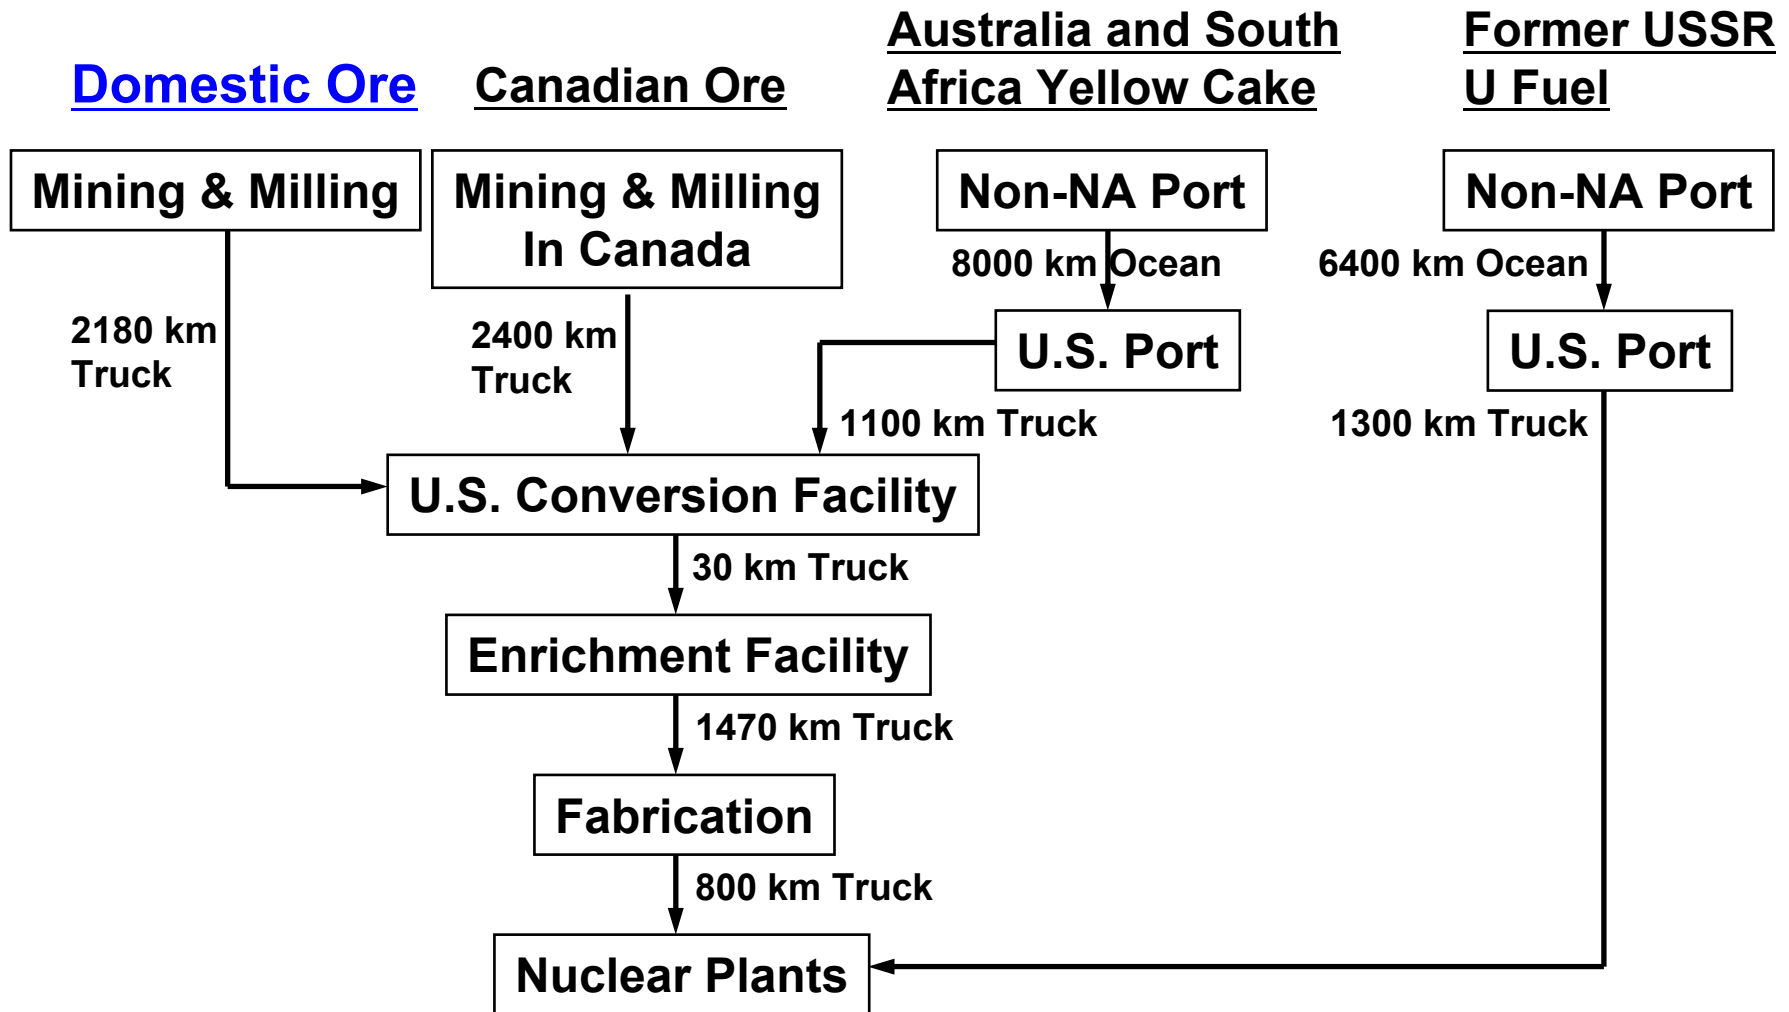 Domestic Ore
Canadian Ore
Australia and South
Africa Yellow Cake
Former USSR
U Fuel
Mining & Milling
Mining & Milling
In Canada
Non-NA Port
Non-NA Port
8000 km Ocean
6400 km Ocean
2180 km
Truck
2400 km
Truck
U.S. Port
U.S. Port
1100 km Truck
1300 km Truck
U.S. Conversion Facility
30 km Truck
Enrichment Facility
1470 km Truck
Fabrication
800 km Truck
Nuclear Plants